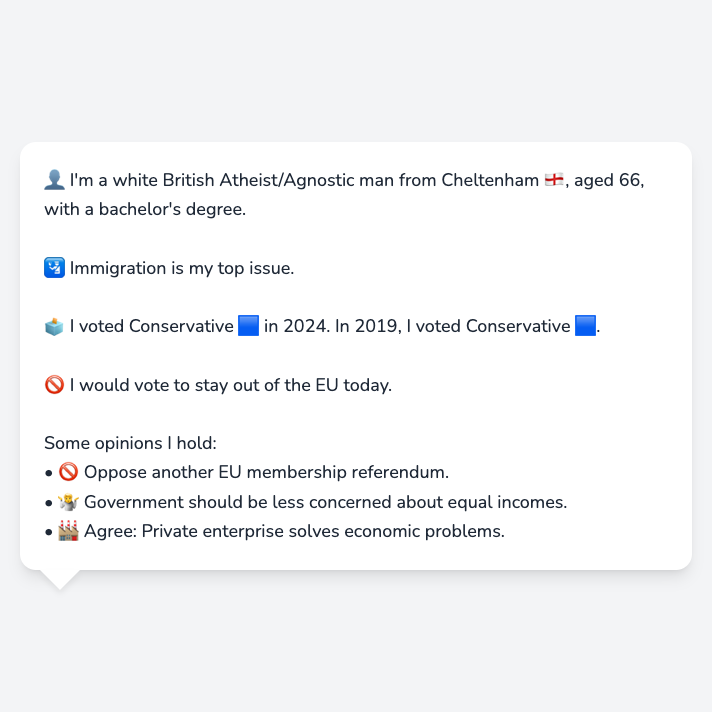 👤 I'm a white British Atheist/Agnostic man from Cheltenham 🏴󠁧󠁢󠁥󠁮󠁧󠁿, aged 66,
with a bachelor's degree.
🛂 Immigration is my top issue.
🗳️ I voted Conservative 🟦 in 2024. In 2019, I voted Conservative 🟦.
🚫 I would vote to stay out of the EU today.
Some opinions I hold:
• 🚫 Oppose another EU membership referendum.
• 🤷 Government should be less concerned about equal incomes.
• 🏭 Agree: Private enterprise solves economic problems.